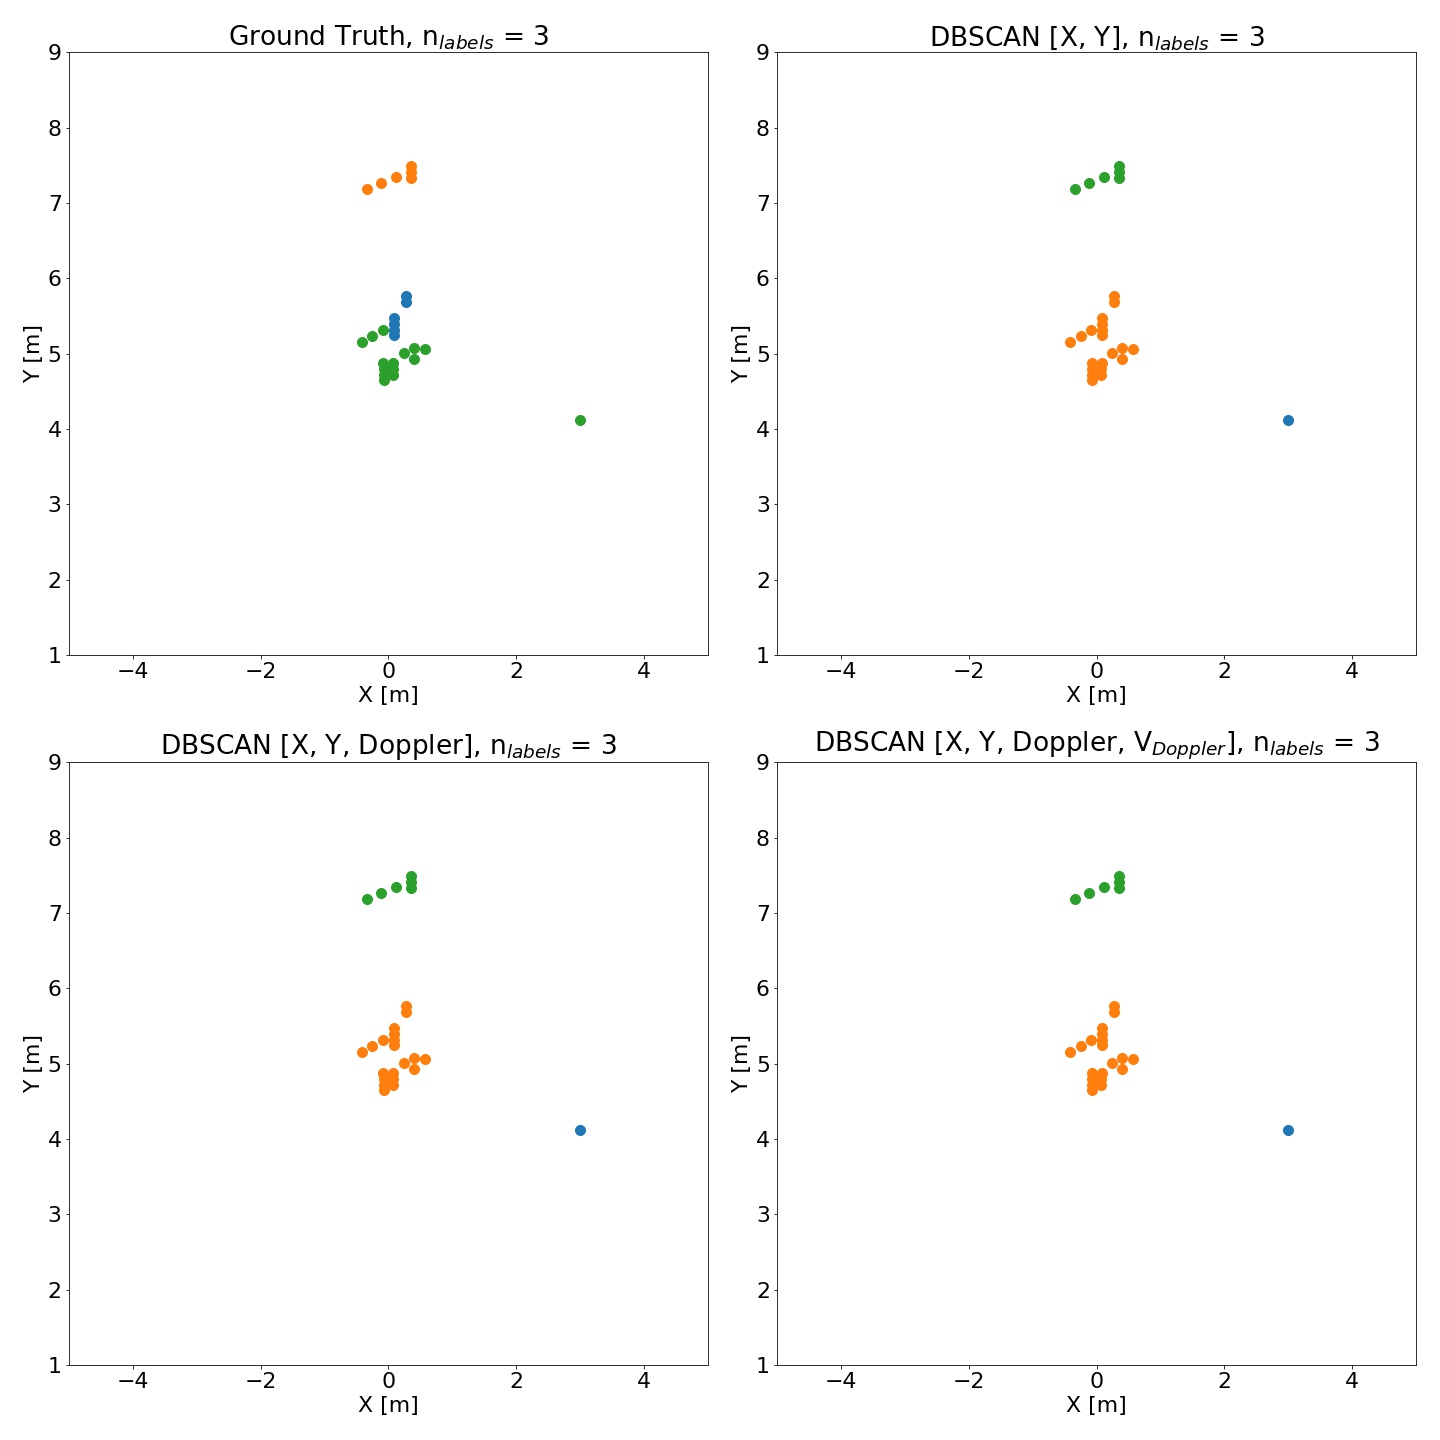 Ground Truth, n_labels = 3
9
8
7
6
5
4
3
2
1
Y [m]
−4 −2 0 2 4
X [m]
DBSCAN [X, Y], n_labels = 3
9
8
7
6
5
4
3
2
1
Y [m]
−4 −2 0 2 4
X [m]
DBSCAN [X, Y, Doppler], n_labels = 3
9
8
7
6
5
4
3
2
1
Y [m]
−4 −2 0 2 4
X [m]
DBSCAN [X, Y, Doppler, V_Doppler], n_labels = 3
9
8
7
6
5
4
3
2
1
Y [m]
−4 −2 0 2 4
X [m]